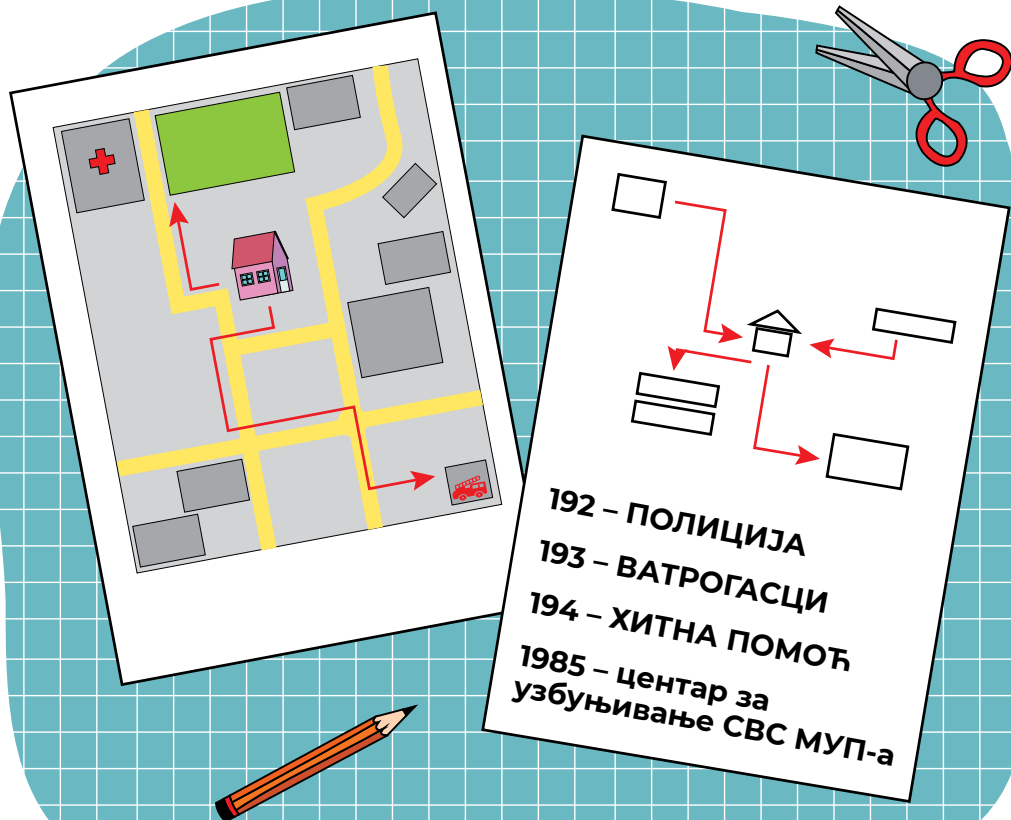 192 – ПОЛИЦИЈА
193 – ВАТРОГАСЦИ
194 – ХИТНА ПОМОЋ
1985 – центар за
узбуњивање СВС МУП-а